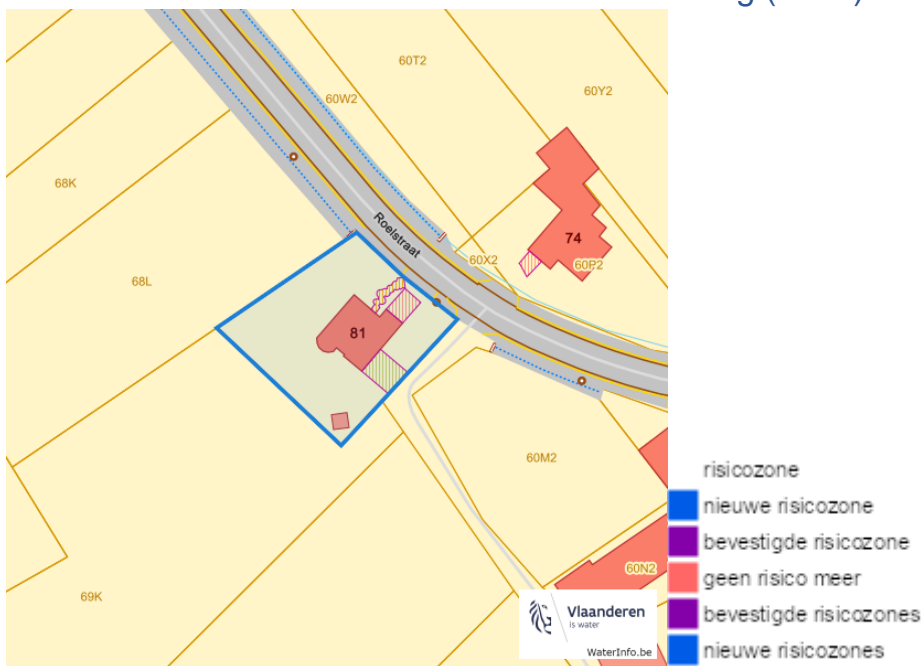 60T2
60W2
60Y2
68K
Roelstraat
74
60X2
60P2
68L
81
60M2
60N2
69K
Vlaanderen
is water
WaterInfo.be
risicozone
nieuwe risicozone
bevestigde risicozone
geen risico meer
bevestigde risicozones
nieuwe risicozones